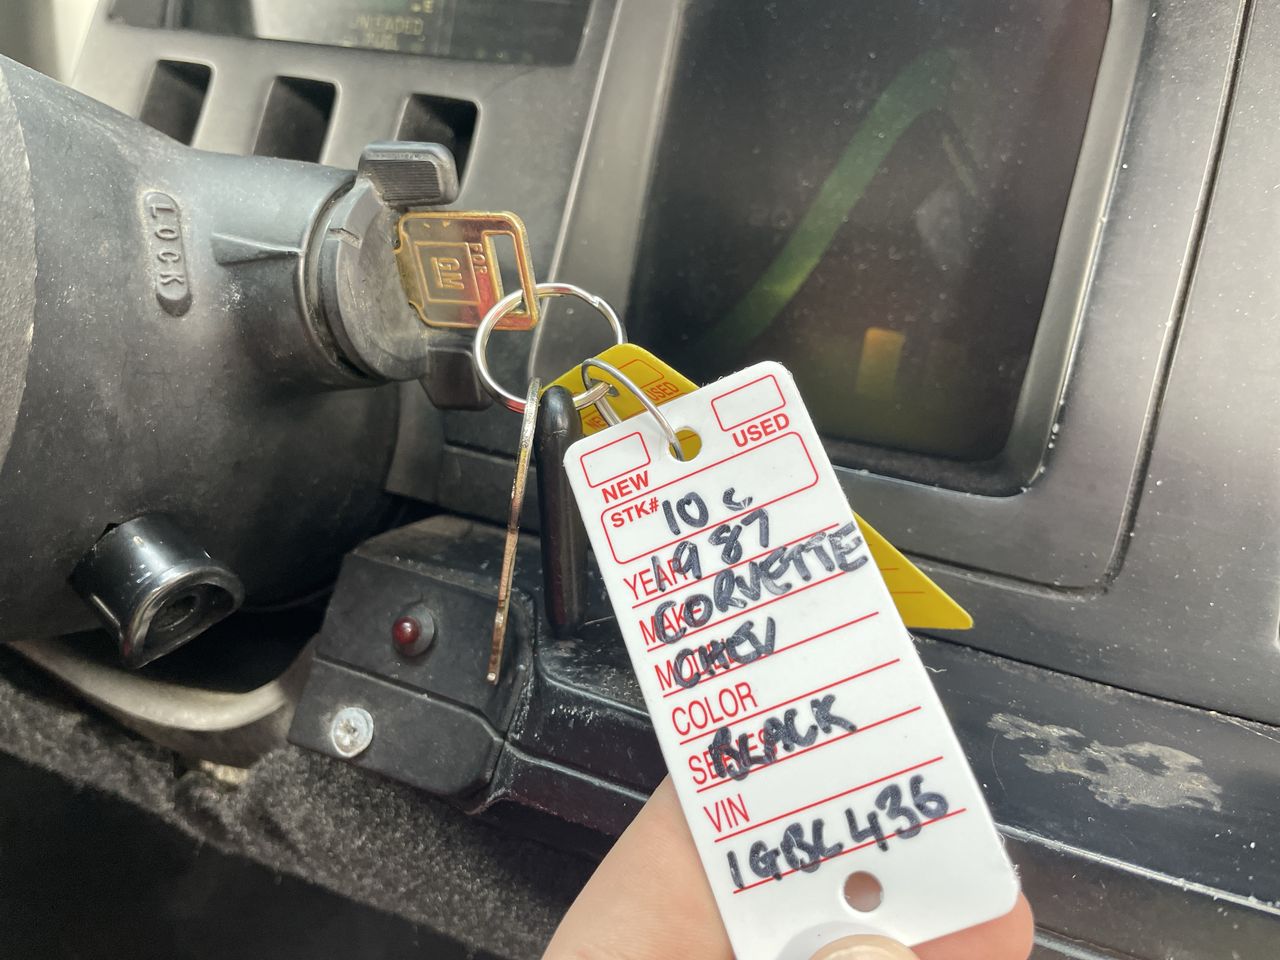 UNLEADED
FUEL
LOCK
FOR
GM
USED
NEW
USED
STK# 10 C
YEAR 1987
MAKE CORVETTE
MODEL CHEV
COLOR
SERIES BLACK
VIN
1GBL436